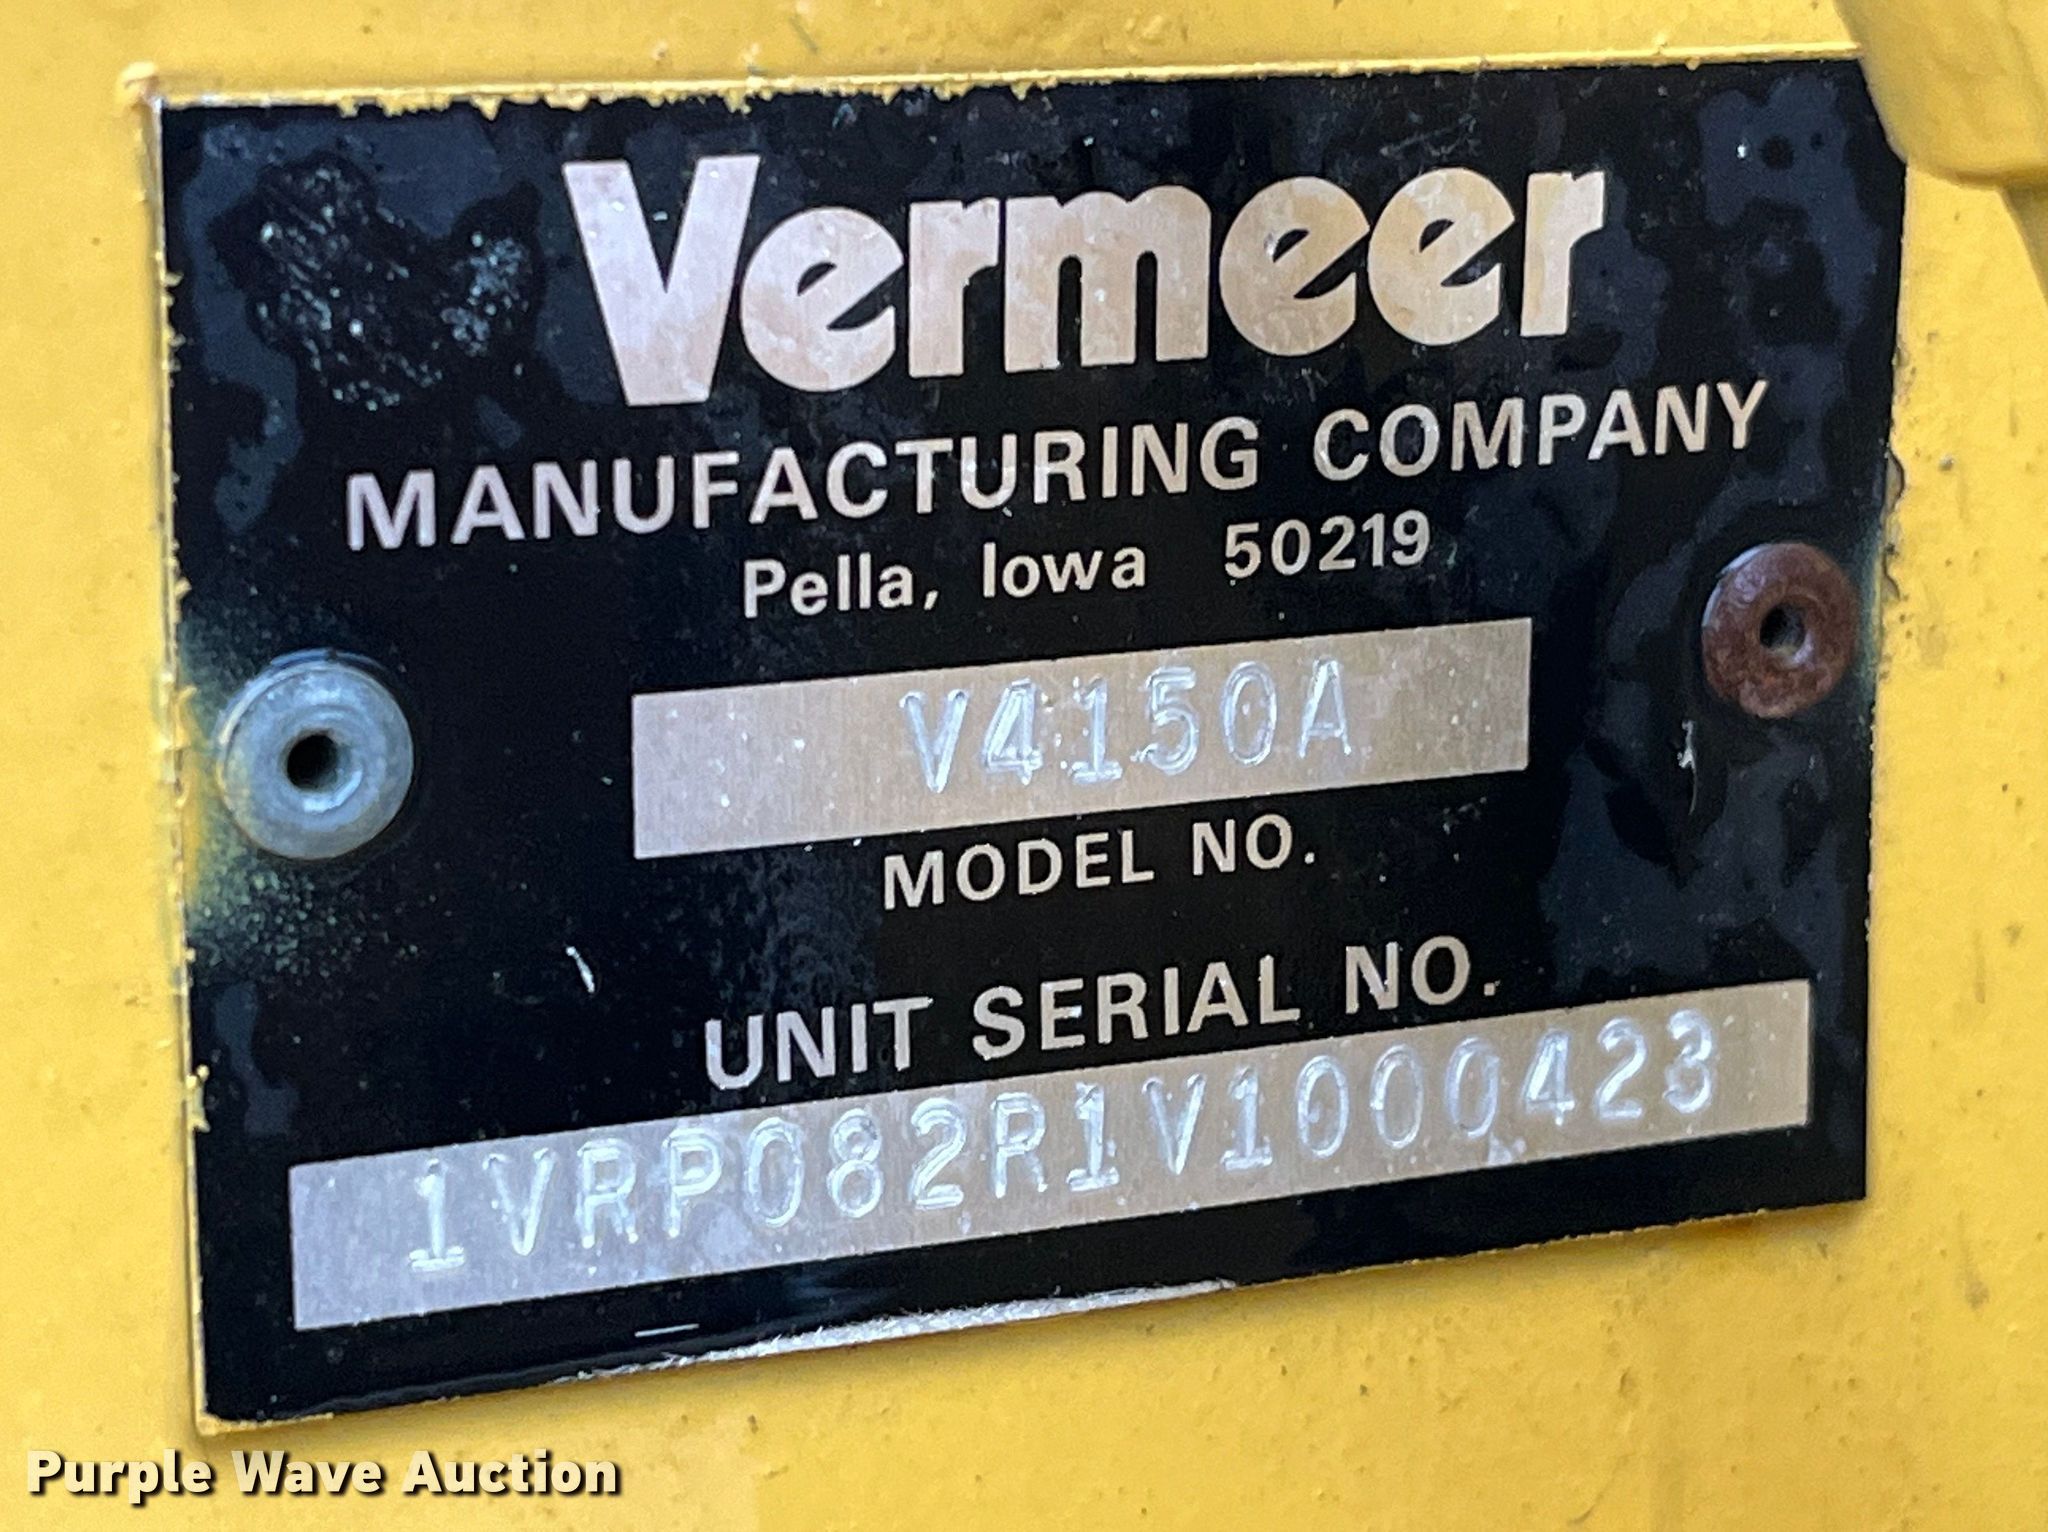 Vermeer
MANUFACTURING COMPANY
Pella, Iowa 50219
V4150A
MODEL NO.
UNIT SERIAL NO.
1VRP082R1V1000423
Purple Wave Auction